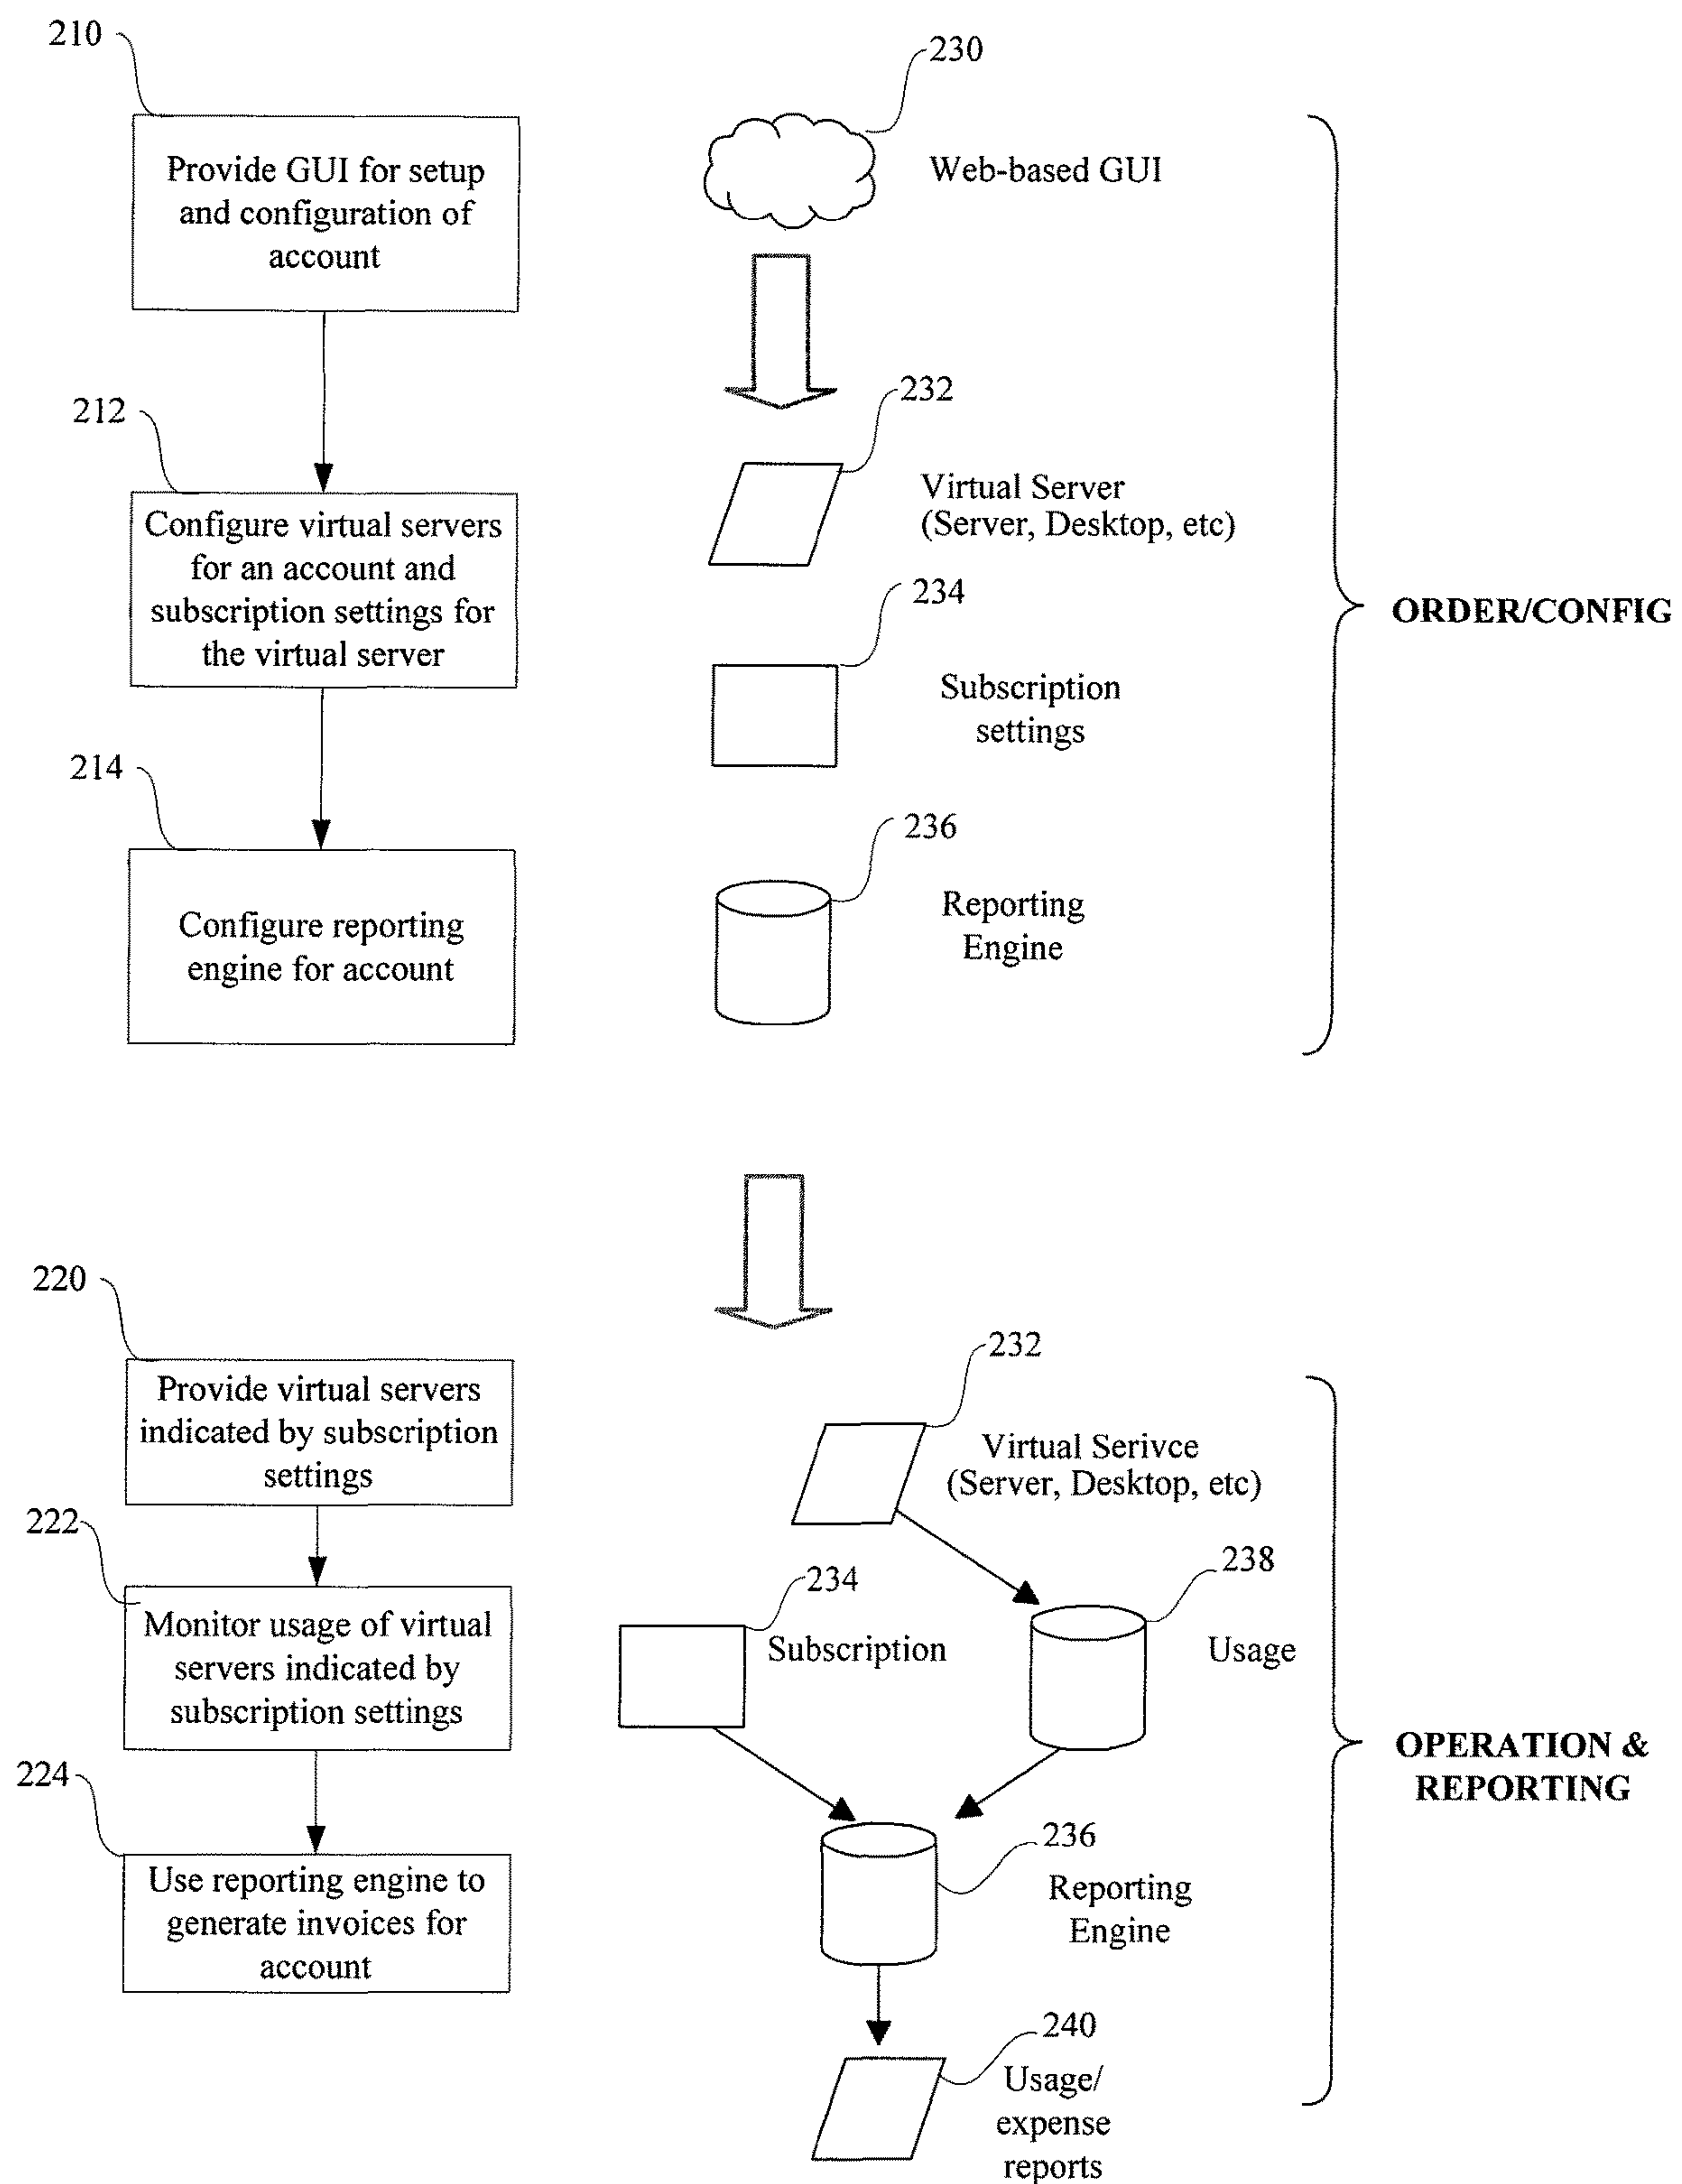 210
230
Provide GUI for setup
and configuration of
account
Web-based GUI
212
232
Configure virtual servers
for an account and
subscription settings for
the virtual server
Virtual Server
(Server, Desktop, etc)
234
Subscription
settings
ORDER/CONFIG
214
236
Configure reporting
engine for account
Reporting
Engine
220
232
Provide virtual servers
indicated by subscription
settings
Virtual Serivce
(Server, Desktop, etc)
222
234
238
Monitor usage of virtual
servers indicated by
subscription settings
Subscription
Usage
OPERATION &
REPORTING
224
236
Use reporting engine to
generate invoices for
account
Reporting
Engine
240
Usage/
expense
reports